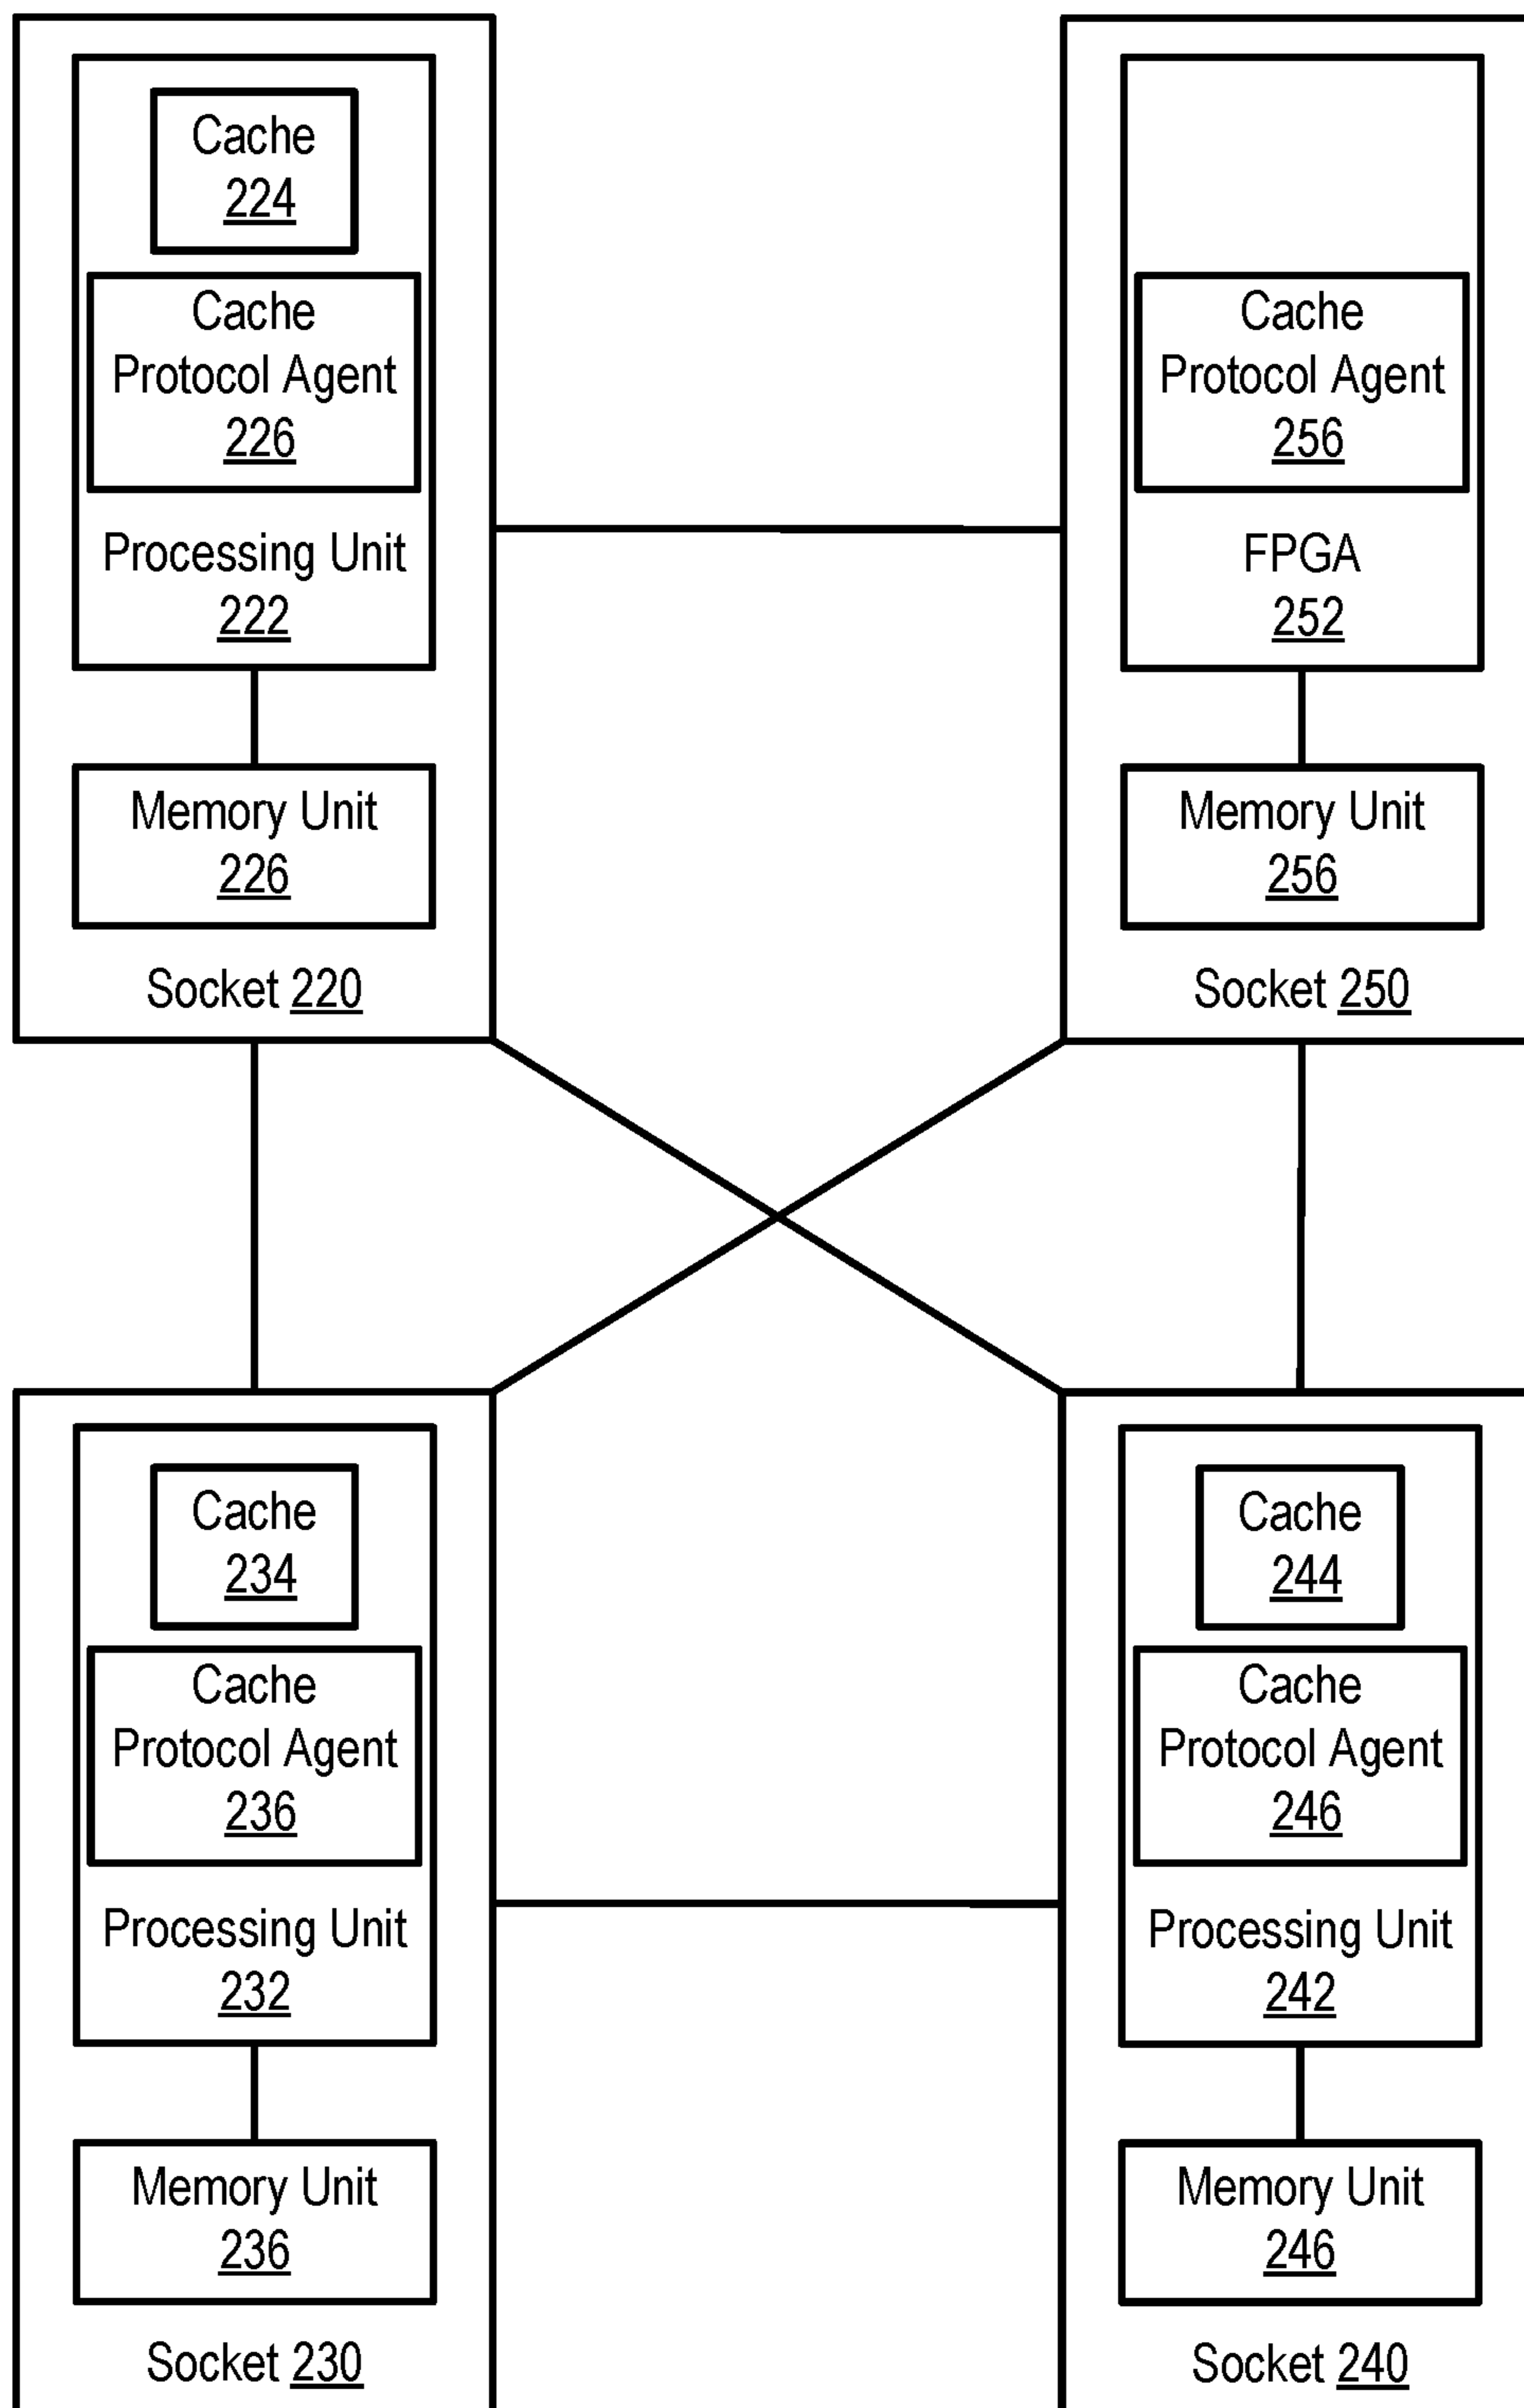 Cache
224
Cache
Protocol Agent
226
Processing Unit
222
Memory Unit
226
Socket 220
Cache
Protocol Agent
256
FPGA
252
Memory Unit
256
Socket 250
Cache
234
Cache
Protocol Agent
236
Processing Unit
232
Memory Unit
236
Socket 230
Cache
244
Cache
Protocol Agent
246
Processing Unit
242
Memory Unit
246
Socket 240